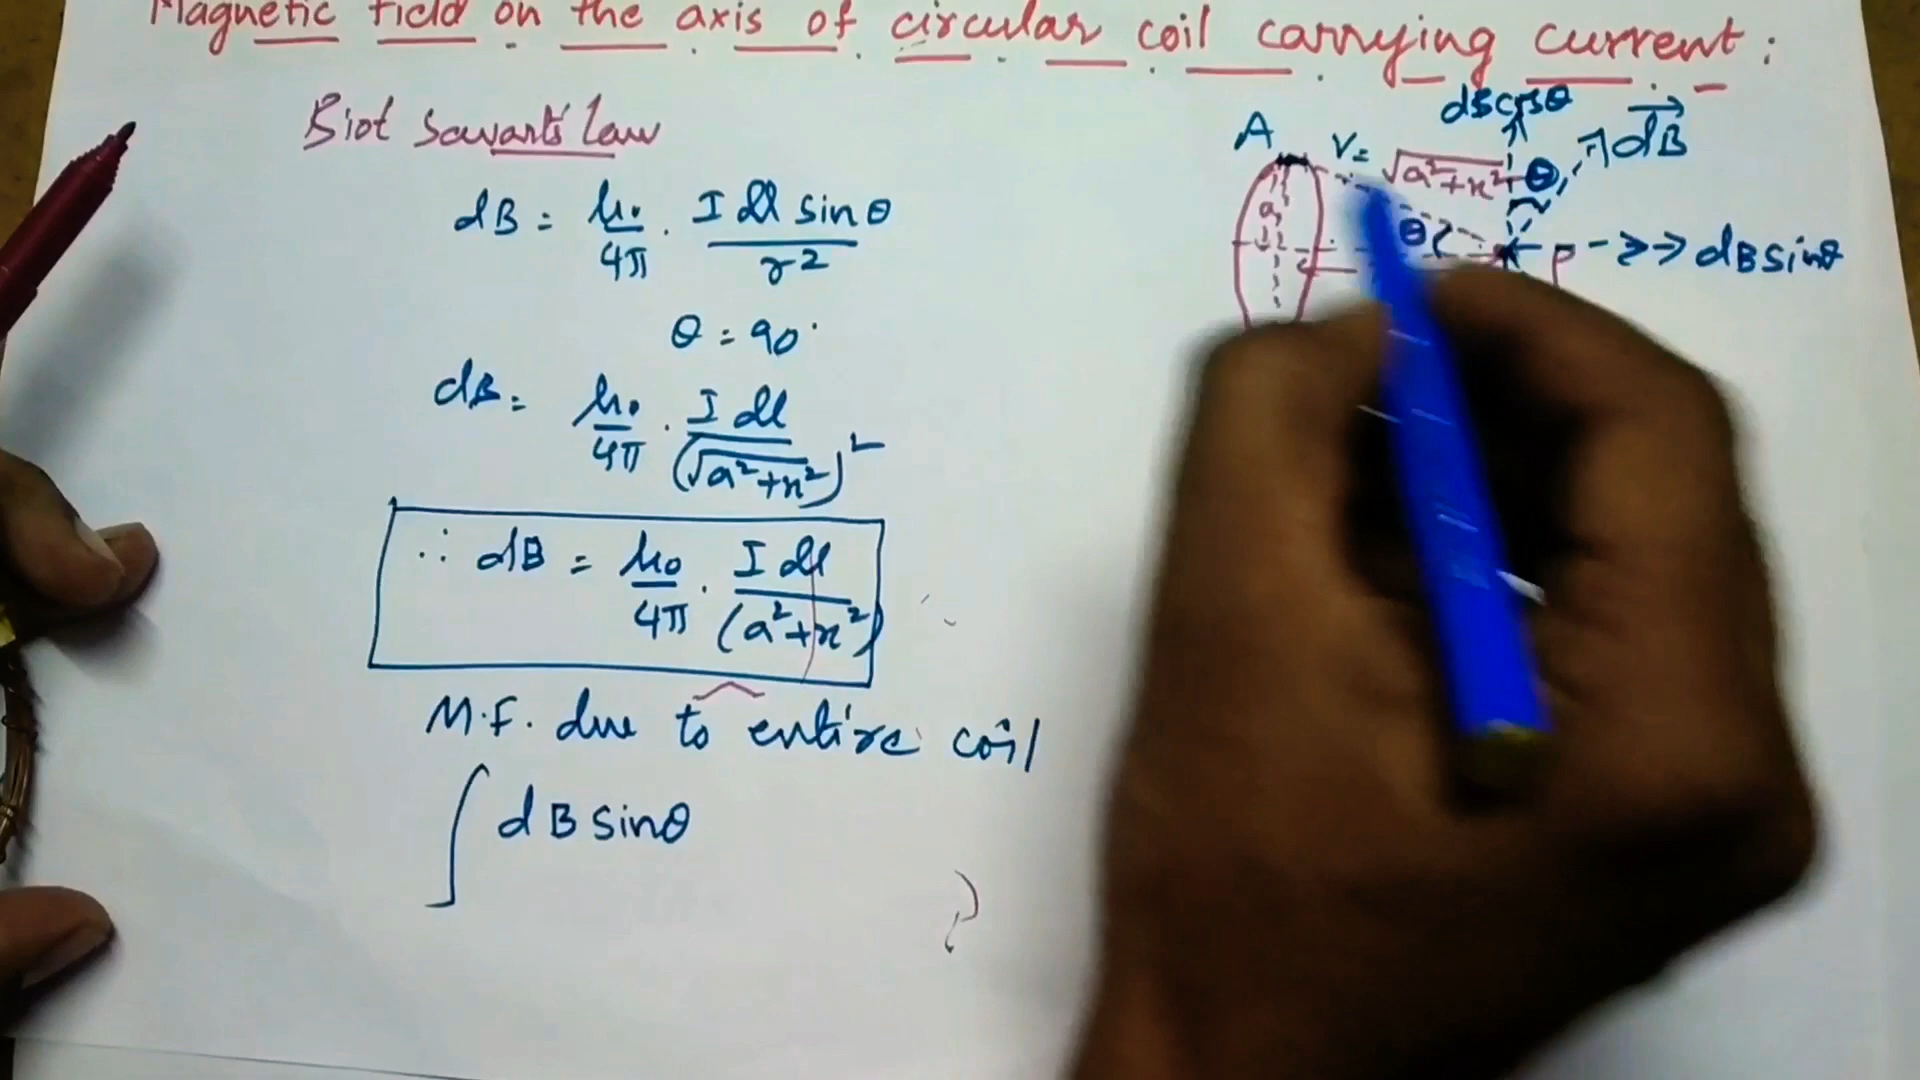 Magnetic field on the axis of circular coil carrying current :
Biot Savart's Law
dB = μ₀/4π . I dl sinθ / r²
θ = 90°
dB = μ₀/4π . I dl / (√a²+x²)²
∴ dB = μ₀/4π . I dl / (a²+x²)
M.F. due to entire coil
∫ dB sinθ
dBcosθ
dB
A
r =
√a²+x²
θ
a
θ
P
dBsinθ